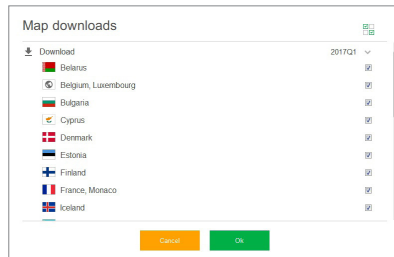 Map downloads
Download 2017Q1
Belarus
Belgium, Luxembourg
Bulgaria
Cyprus
Denmark
Estonia
Finland
France, Monaco
Iceland
Cancel Ok